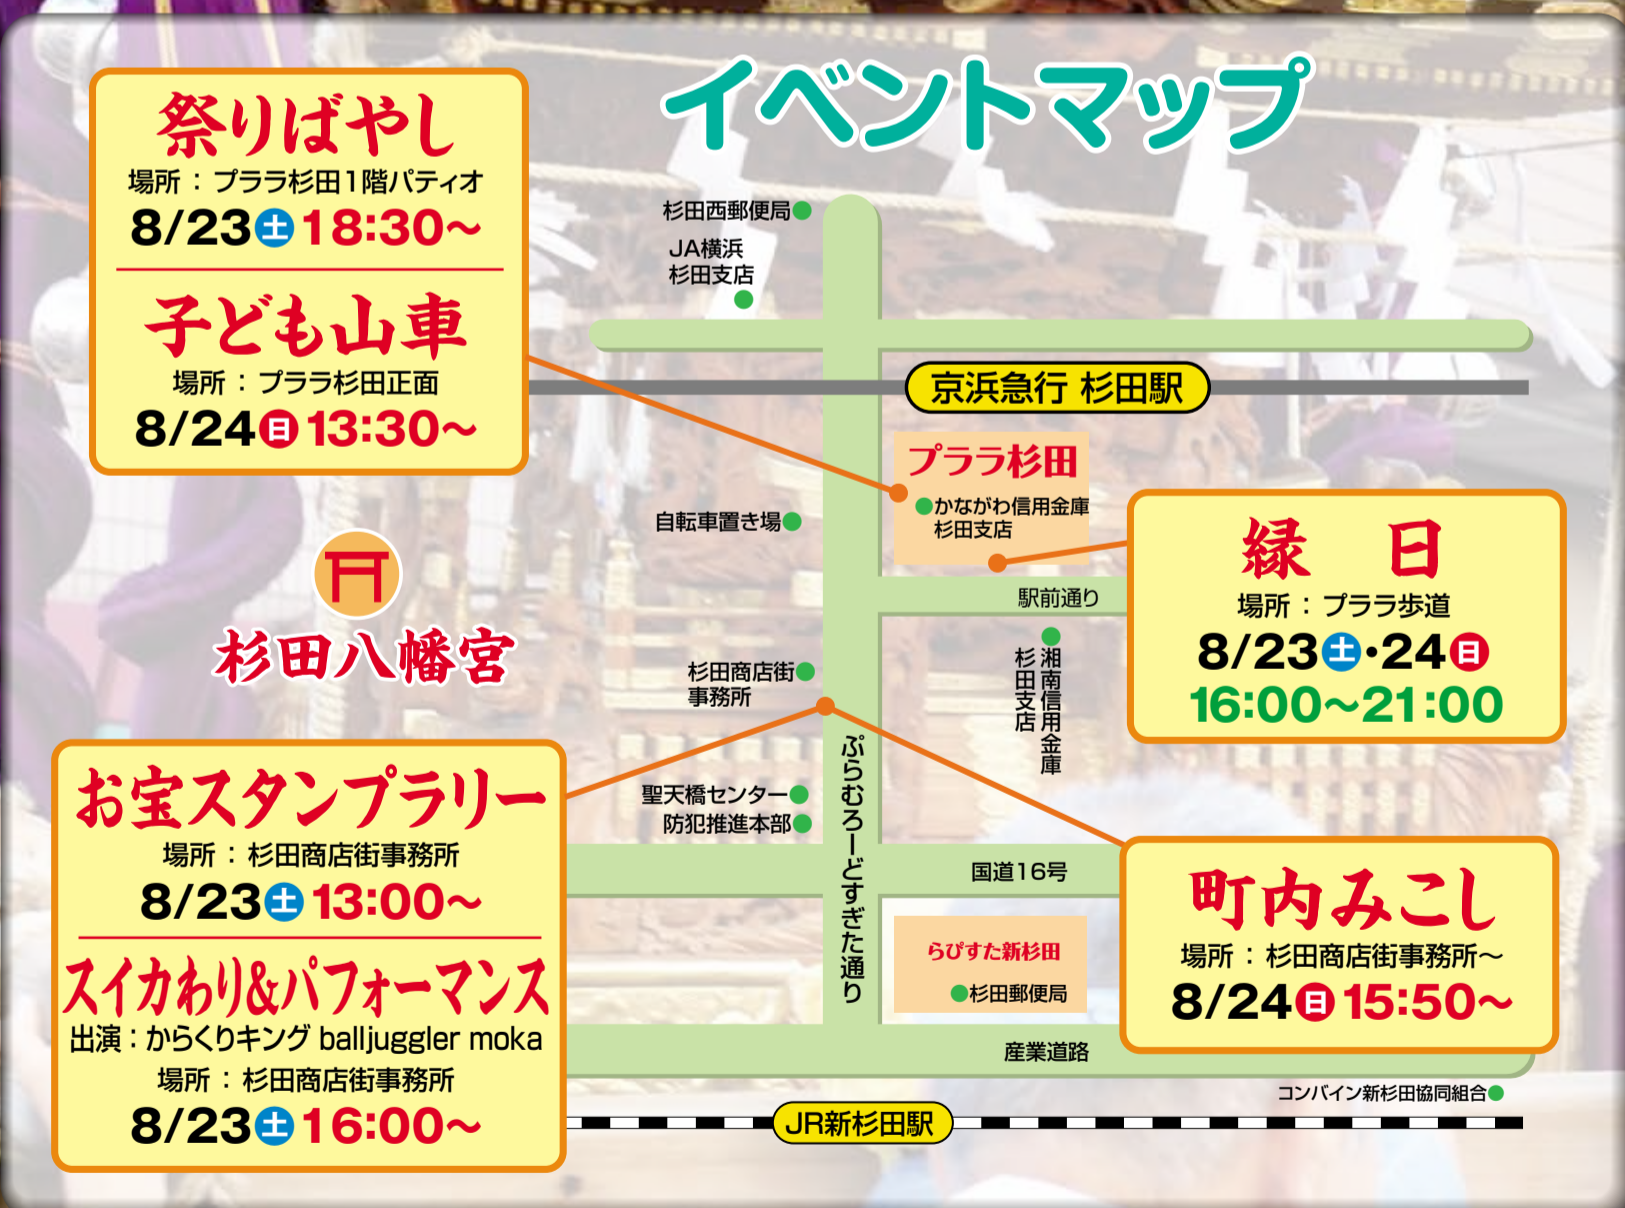 イベントマップ
祭りばやし
場所：プララ杉田1階パティオ
8/23土18:30〜
子ども山車
場所：プララ杉田正面
8/24日13:30〜
杉田西郵便局
JA横浜
杉田支店
京浜急行 杉田駅
プララ杉田
かながわ信用金庫
杉田支店
自転車置き場
駅前通り
縁 日
場所：プララ歩道
8/23土・24日
16:00〜21:00
杉田八幡宮
杉田商店街
事務所
湘南信用金庫
杉田支店
ぷらむろーどすぎた通り
聖天橋センター
防犯推進本部
お宝スタンプラリー
場所：杉田商店街事務所
8/23土13:00〜
スイカわり&パフォーマンス
出演：からくりキング balljuggler moka
場所：杉田商店街事務所
8/23土16:00〜
国道16号
らびすた新杉田
杉田郵便局
町内みこし
場所：杉田商店街事務所〜
8/24日15:50〜
産業道路
コンバイン新杉田協同組合
JR新杉田駅